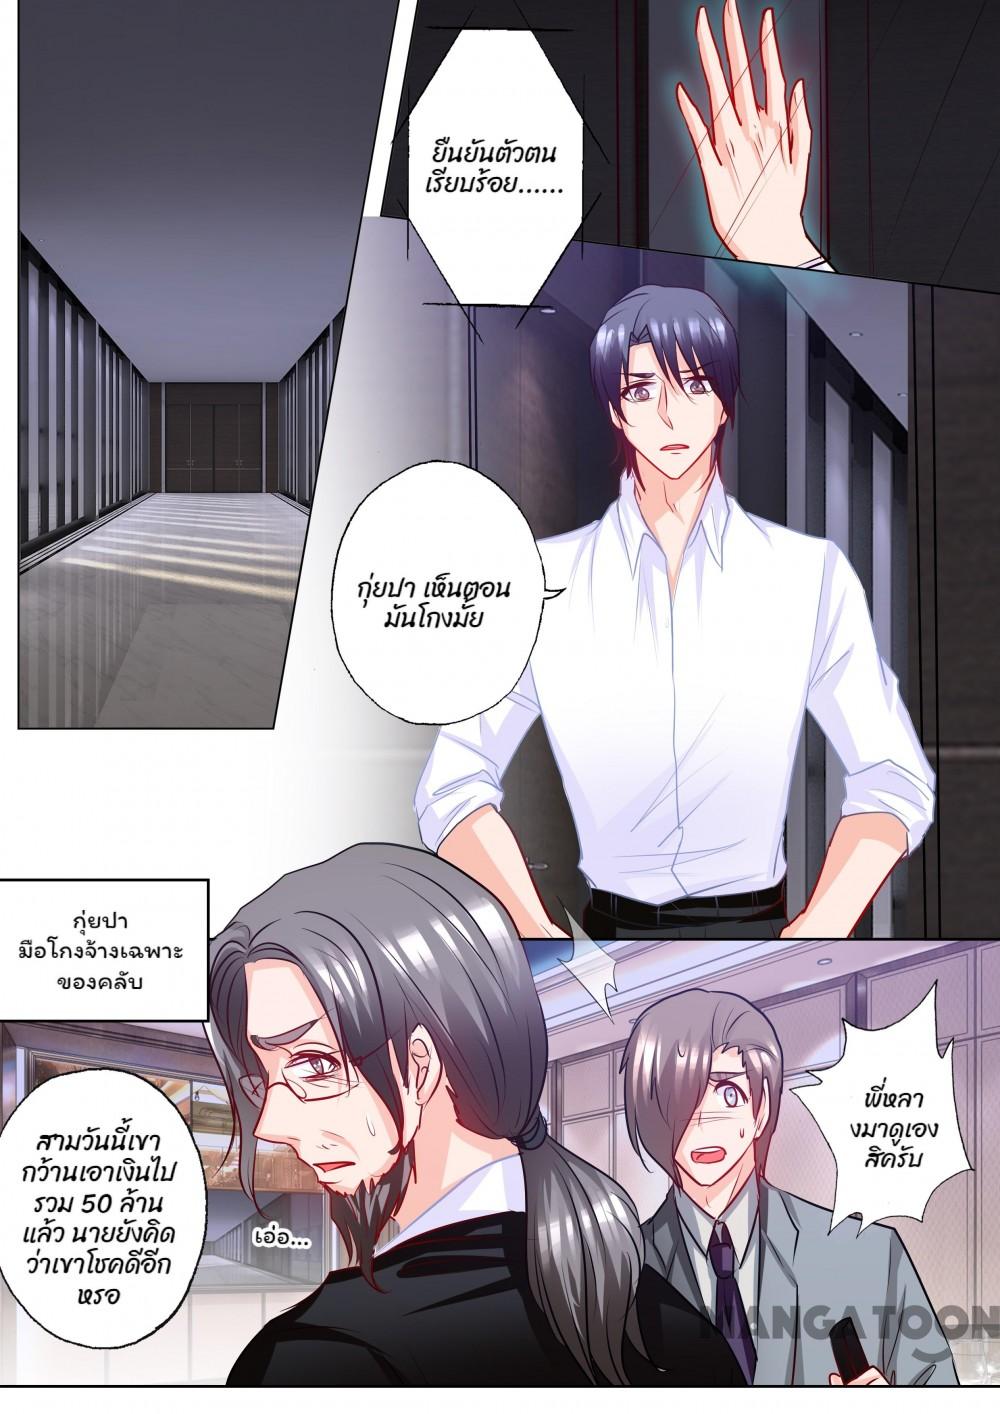 ยืนยันตัวตน
เรียบร้อย......
กุ่ยปา เห็นตอน
มันโกงมั้ย
กุ่ยปา
มือโกงจ้างเฉพาะ
ของคลับ
พี่หลา
งมาดูเอง
สิครับ
สามวันนี้เขา
กว้านเอาเงินไป
รวม 50 ล้าน
แล้ว นายยังคิด
ว่าเขาโชคดีอีก
หรอ
เอ่อ...
MANGATOON